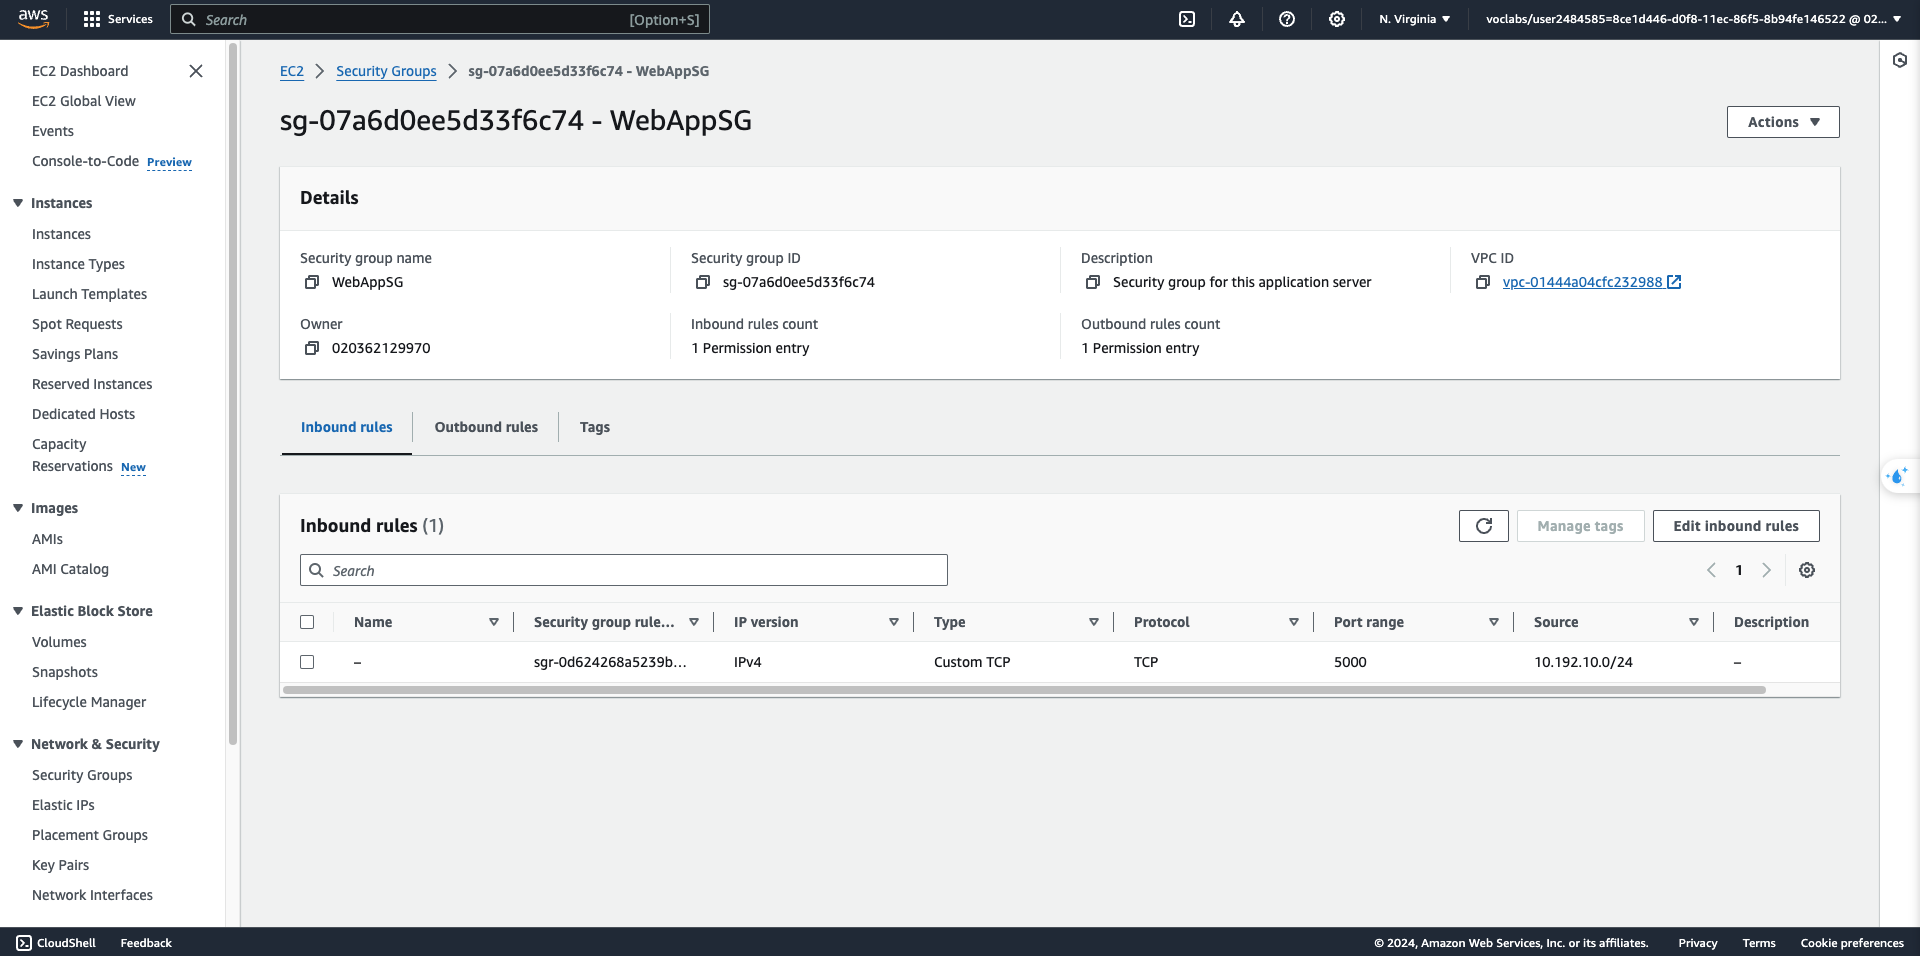 aws
Services
Search
[Option+S]
N. Virginia
voclabs/user2484585=8ce1d446-d0f8-11ec-86f5-8b94fe146522 @ 02...
EC2 Dashboard
EC2 Global View
Events
Console-to-Code Preview
Instances
Instances
Instance Types
Launch Templates
Spot Requests
Savings Plans
Reserved Instances
Dedicated Hosts
Capacity
Reservations New
Images
AMIs
AMI Catalog
Elastic Block Store
Volumes
Snapshots
Lifecycle Manager
Network & Security
Security Groups
Elastic IPs
Placement Groups
Key Pairs
Network Interfaces
EC2
Security Groups
sg-07a6d0ee5d33f6c74 - WebAppSG
sg-07a6d0ee5d33f6c74 - WebAppSG
Actions
Details
Security group name
WebAppSG
Security group ID
sg-07a6d0ee5d33f6c74
Description
Security group for this application server
VPC ID
vpc-01444a04cfc232988
Owner
020362129970
Inbound rules count
1 Permission entry
Outbound rules count
1 Permission entry
Inbound rules
Outbound rules
Tags
Inbound rules (1)
Manage tags
Edit inbound rules
Search
1
Name
Security group rule...
IP version
Type
Protocol
Port range
Source
Description
–
sgr-0d624268a5239b...
IPv4
Custom TCP
TCP
5000
10.192.10.0/24
–
CloudShell
Feedback
© 2024, Amazon Web Services, Inc. or its affiliates.
Privacy
Terms
Cookie preferences